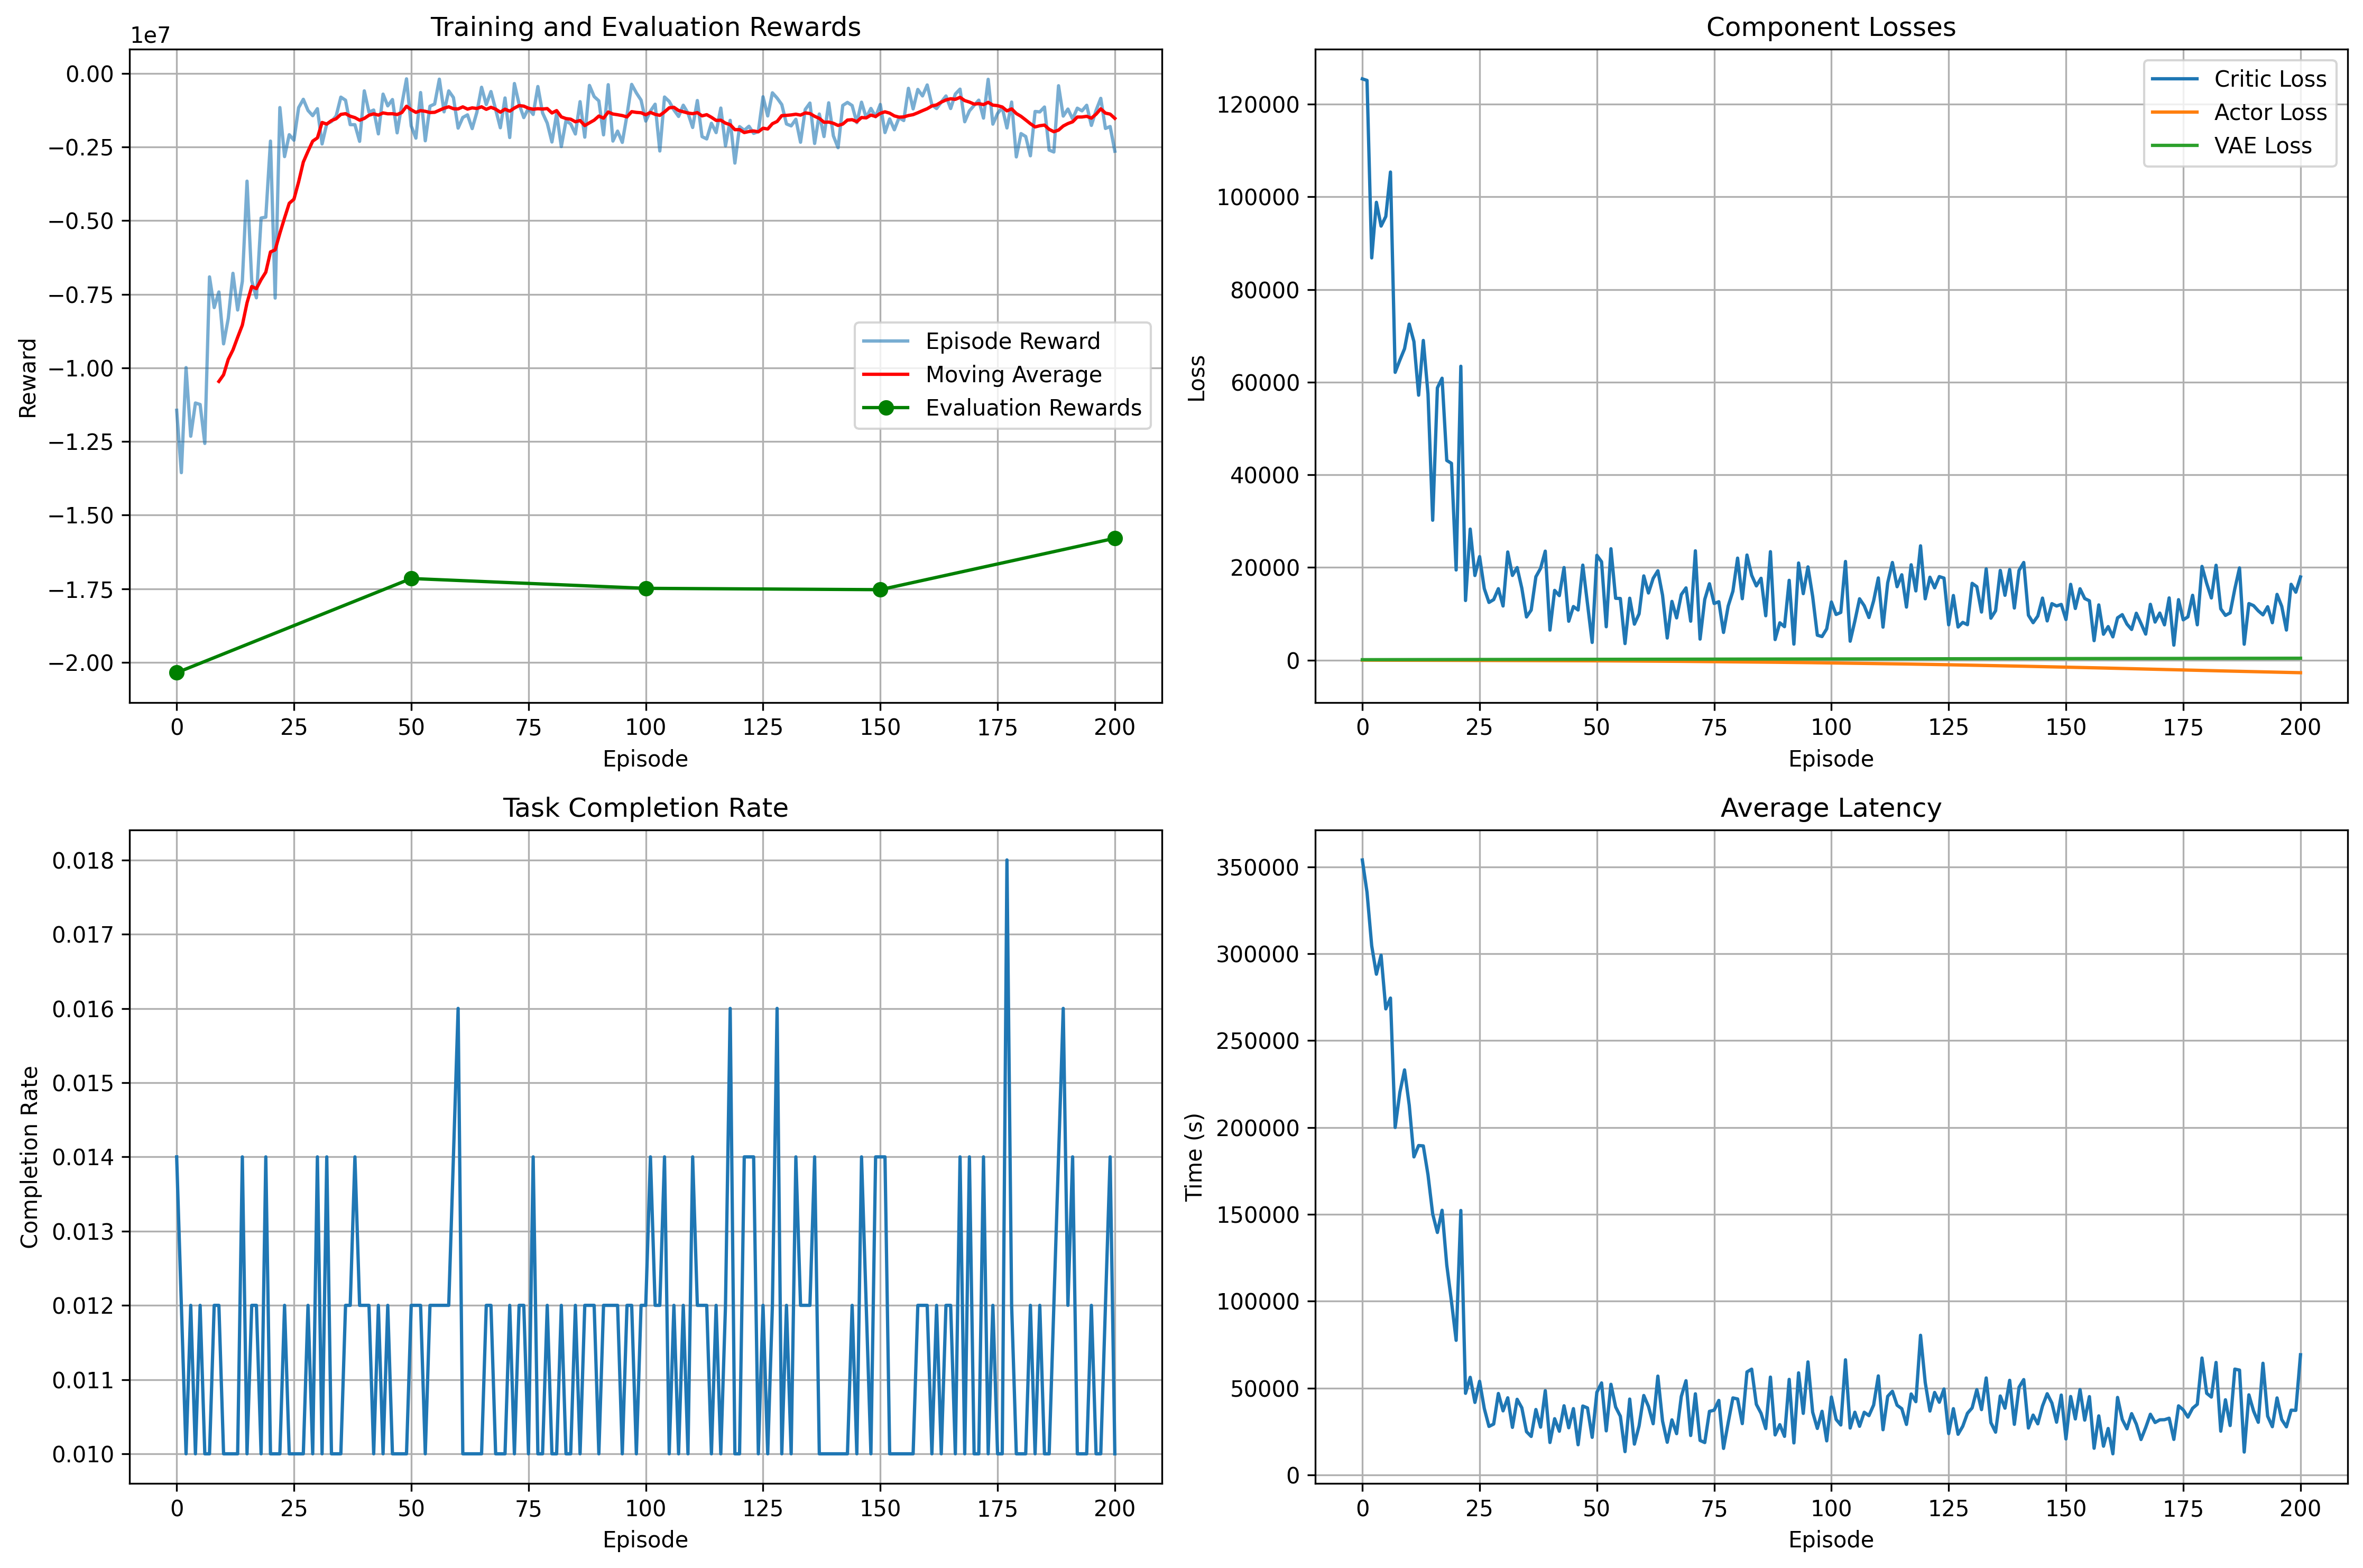 Training and Evaluation Rewards
1e7
0.00
−0.25
−0.50
−0.75
−1.00
−1.25
−1.50
−1.75
−2.00
Reward
Episode Reward
Moving Average
Evaluation Rewards
0 25 50 75 100 125 150 175 200
Episode
Component Losses
120000
100000
80000
60000
40000
20000
0
Loss
Critic Loss
Actor Loss
VAE Loss
0 25 50 75 100 125 150 175 200
Episode
Task Completion Rate
0.018
0.017
0.016
0.015
0.014
0.013
0.012
0.011
0.010
Completion Rate
0 25 50 75 100 125 150 175 200
Episode
Average Latency
350000
300000
250000
200000
150000
100000
50000
0
Time (s)
0 25 50 75 100 125 150 175 200
Episode